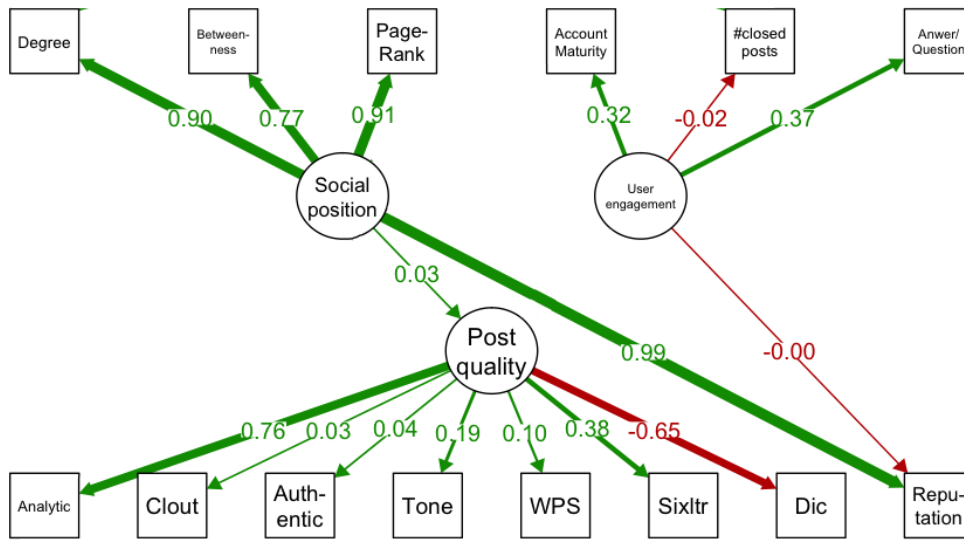 Degree
Between-
ness
Page-
Rank
Account
Maturity
#closed
posts
Anwer/
Question
0.90
0.77
0.91
0.32
-0.02
0.37
Social
position
User
engagement
0.03
Post
quality
0.99
-0.00
0.76
0.03
0.04
0.19
0.10
0.38
-0.65
Analytic
Clout
Auth-
entic
Tone
WPS
Sixltr
Dic
Repu-
tation